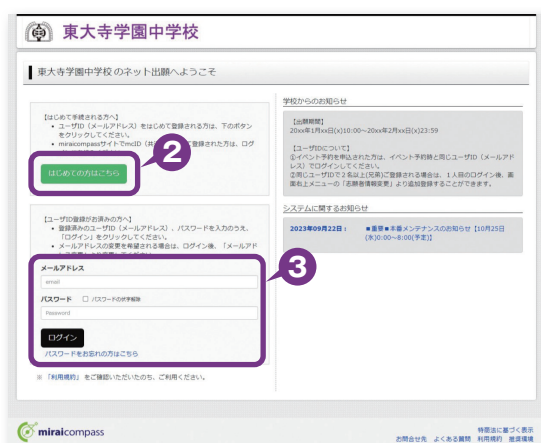 東大寺学園中学校
東大寺学園中学校 のネット出願へようこそ
【はじめて手続される方へ】
• ユーザID（メールアドレス）をはじめて登録される方は、下のボタン
をクリックしてください。
• miraicompassサイトでmcID（共
て登録された方は、ログ
はじめての方はこちら
2
【ユーザID登録がお済みの方へ】
• 登録済みのユーザID（メールアドレス）、パスワードを入力のうえ、
「ログイン」をクリックしてください。
• メールアドレスの変更を希望される場合は、ログイン後、「メールアド
メールアドレス
email
パスワード □ パスワードの伏字解除
Password
ログイン
パスワードをお忘れの方はこちら
3
※ 「利用規約」 をご確認いただいたのち、ご利用ください。
学校からのお知らせ
【出願期間】
20xx年1月xx日(x)10:00～20xx年2月xx日(x)23:59
【ユーザIDについて】
①イベント予約を申込された方は、イベント予約時と同じユーザID（メールアド
レス）でログインしてください。
②同じユーザIDで２名以上(兄弟)ご登録される場合は、１人目のログイン後、画
面右上メニューの「志願者情報変更」より追加登録することができます。
システムに関するお知らせ
2023年09月22日： ■重要■本番メンテナンスのお知らせ【10月25日
(水)0:00～8:00(予定)】
miraicompass
特商法に基づく表示
お問合せ先 よくある質問 利用規約 推奨環境